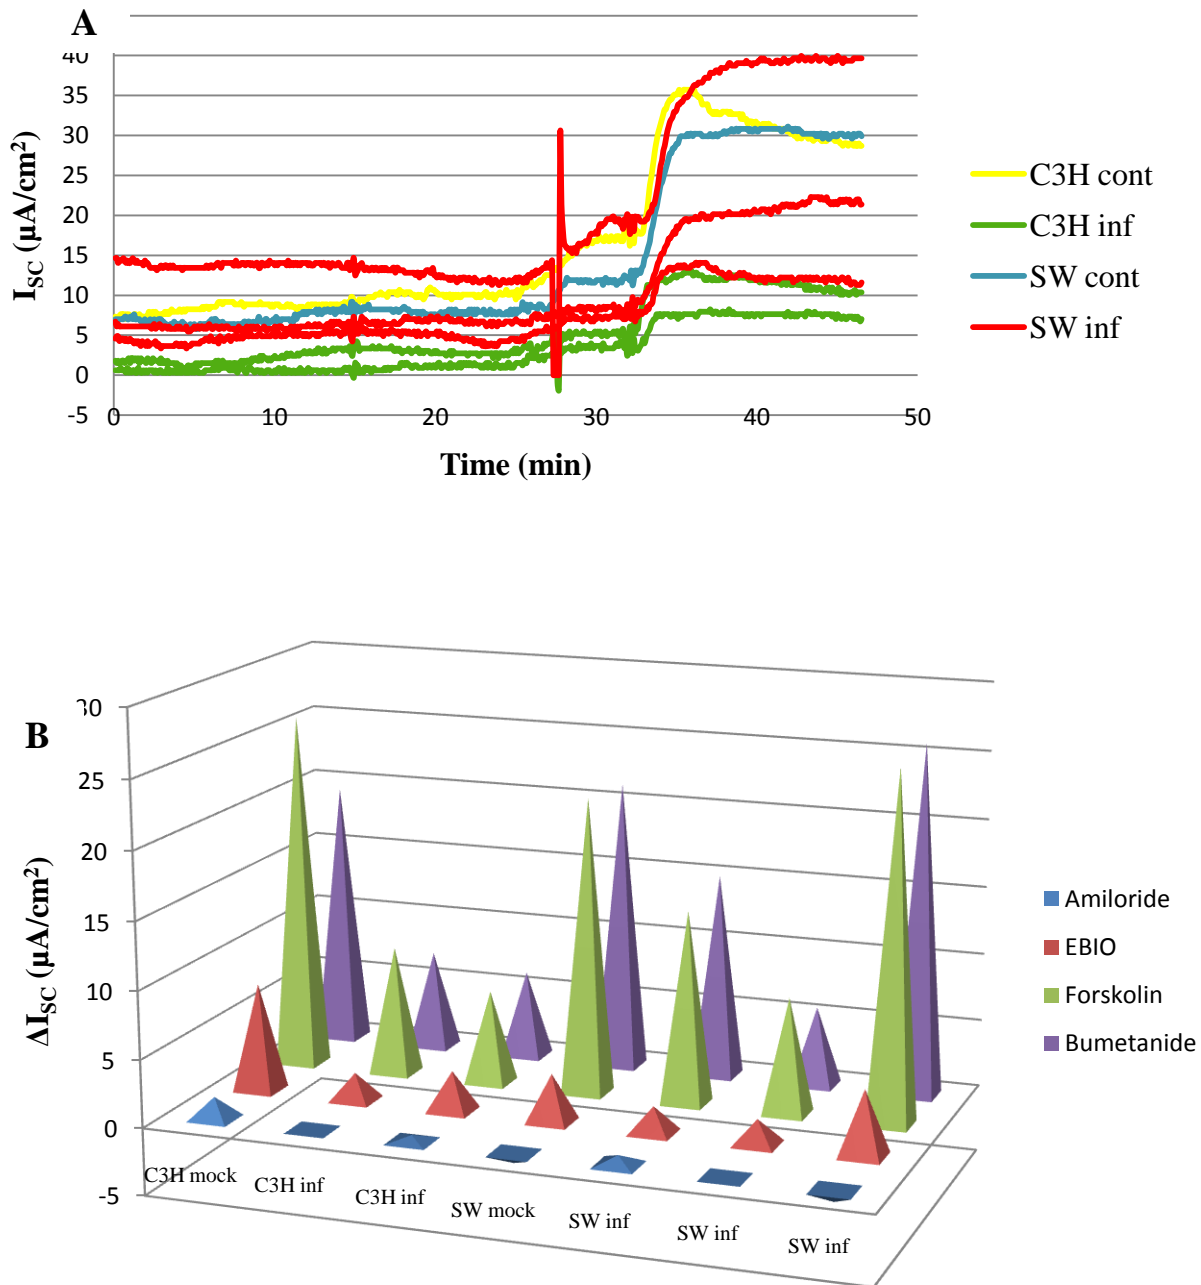 A
40
35
30
25
20
15
10
5
0
-5
0 10 20 30 40 50
I_SC (µA/cm²)
Time (min)
C3H cont
C3H inf
SW cont
SW inf
B
30
25
20
15
10
5
0
-5
ΔI_SC (µA/cm²)
C3H mock
C3H inf
C3H inf
SW mock
SW inf
SW inf
SW inf
Amiloride
EBIO
Forskolin
Bumetanide